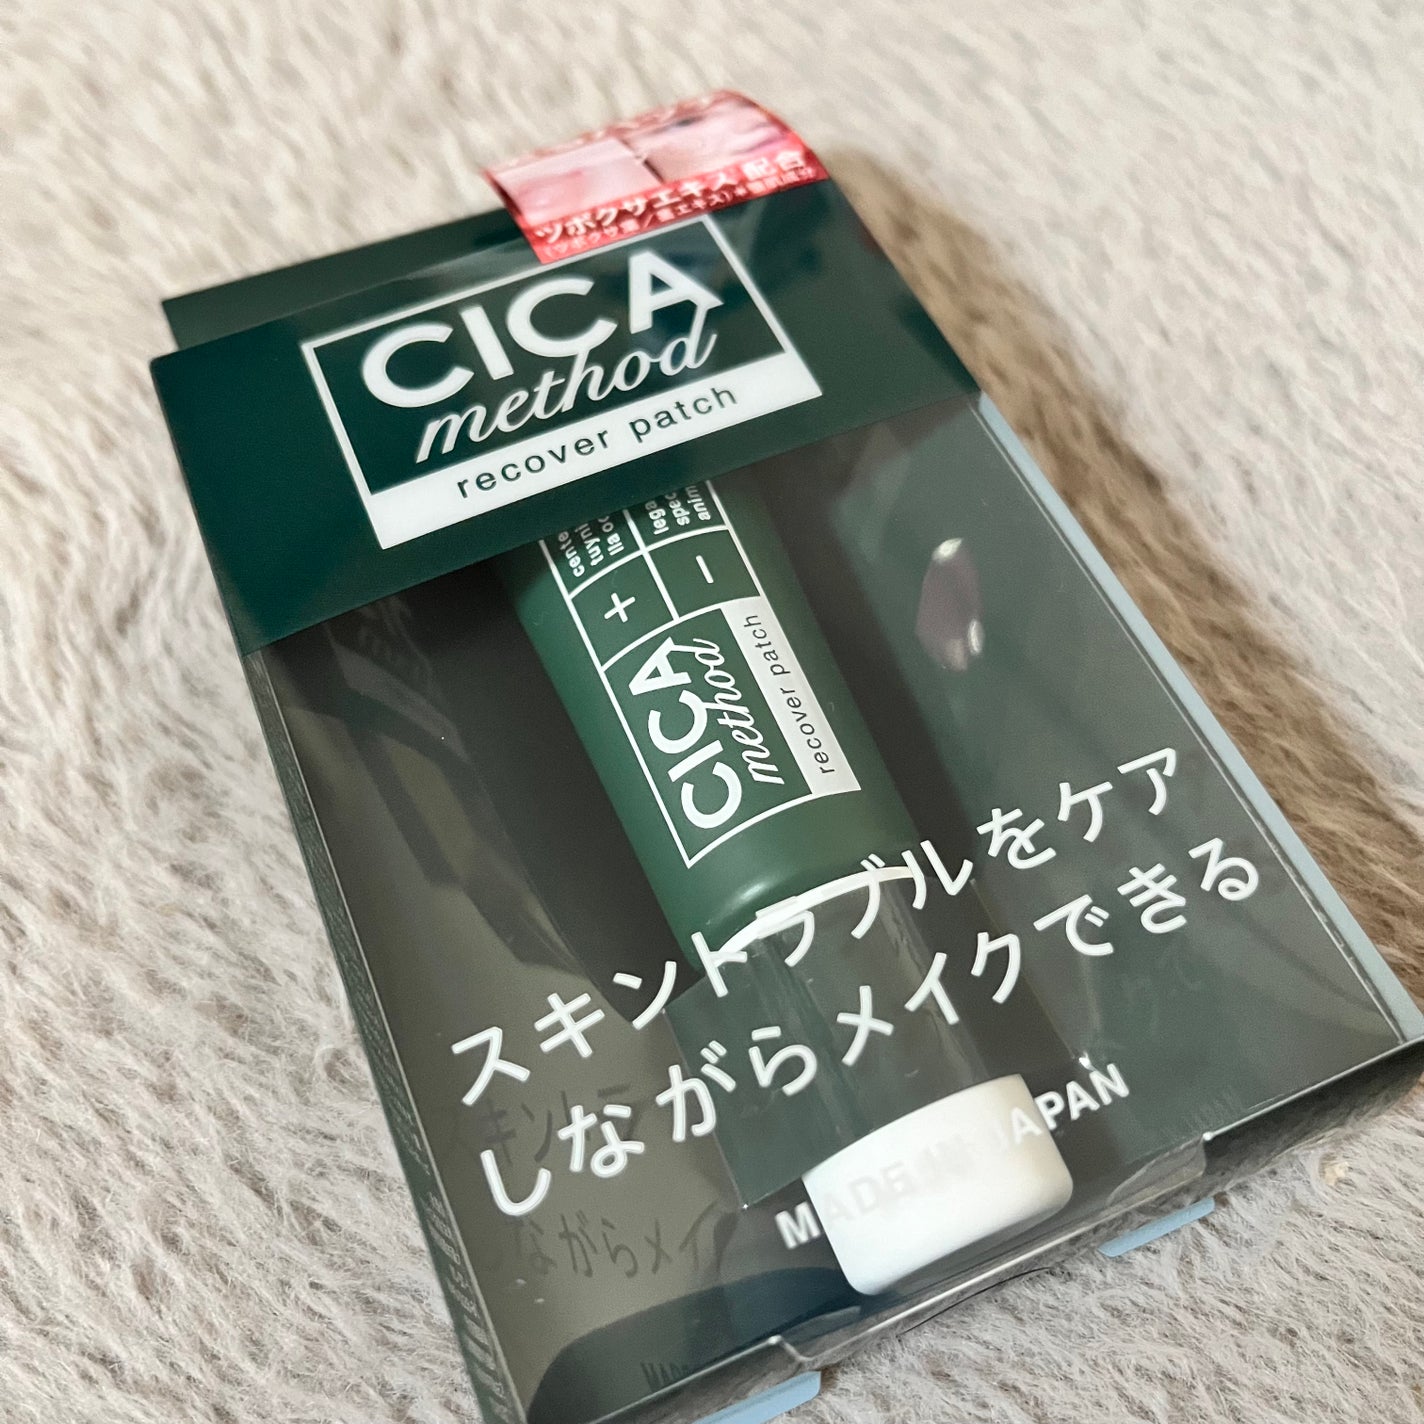 ツボクサエキス 配合
CICA
method
recover patch
CICA
method
recover patch
+
−
スキントラブルをケア
しながらメイクできる
MADE IN JAPAN